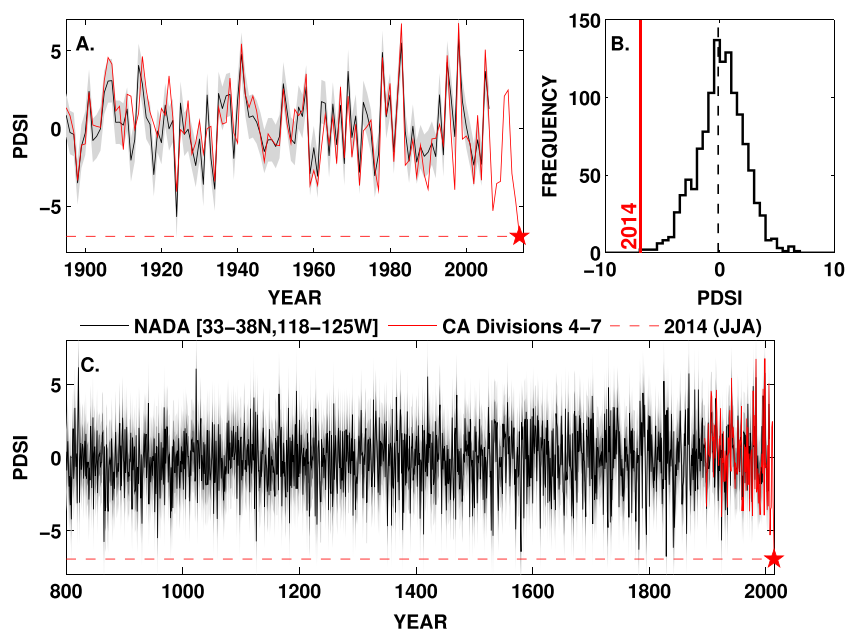 A.
5
0
−5
PDSI
1900 1920 1940 1960 1980 2000
YEAR
B.
150
100
50
0
FREQUENCY
2014
−10 0 10
PDSI
NADA [33−38N,118−125W] CA Divisions 4−7 2014 (JJA)
C.
5
0
−5
PDSI
800 1000 1200 1400 1600 1800 2000
YEAR